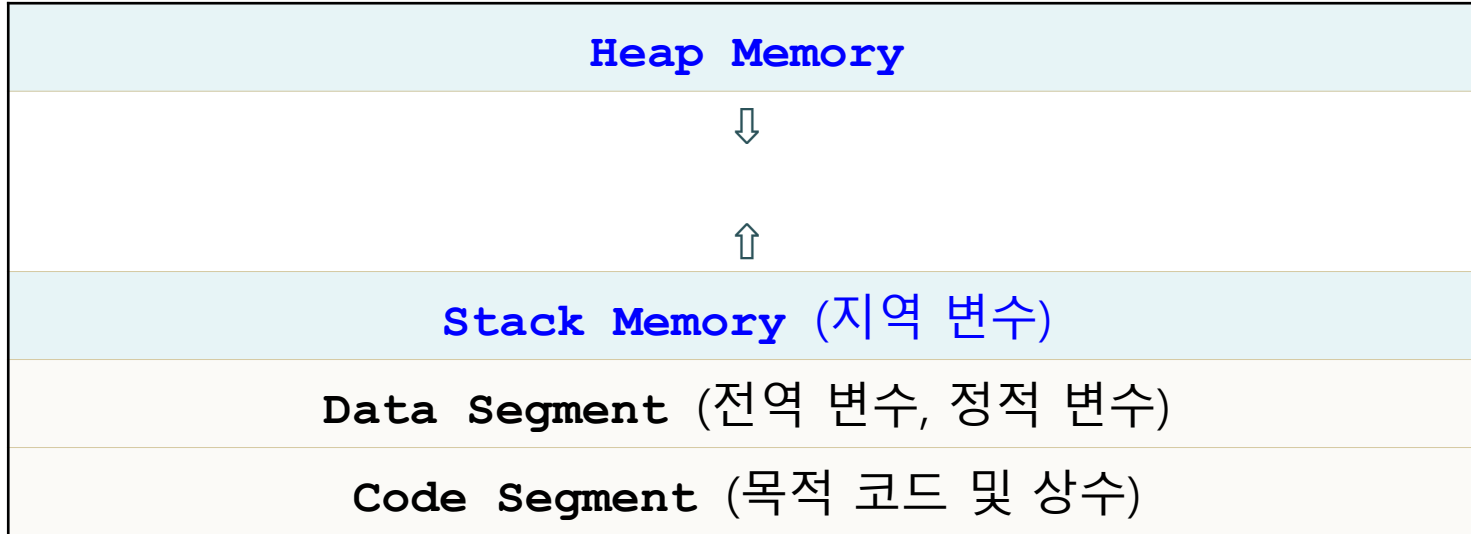 Heap Memory
⇩
⇧
Stack Memory (지역 변수)
Data Segment (전역 변수, 정적 변수)
Code Segment (목적 코드 및 상수)